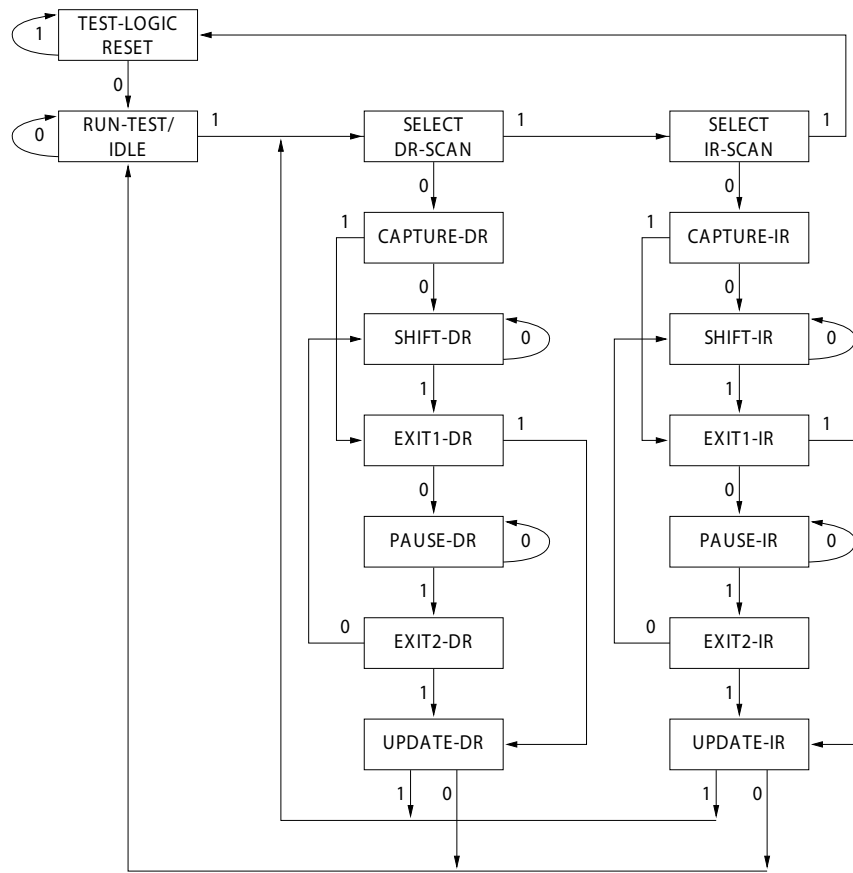 TEST-LOGIC
RESET
1
0
RUN-TEST/
IDLE
0
1
SELECT
DR-SCAN
1
SELECT
IR-SCAN
1
0
0
1
CAPTURE-DR
1
CAPTURE-IR
0
0
SHIFT-DR
0
SHIFT-IR
0
1
1
EXIT1-DR
1
EXIT1-IR
1
0
0
PAUSE-DR
0
PAUSE-IR
0
1
1
0
EXIT2-DR
0
EXIT2-IR
1
1
UPDATE-DR
UPDATE-IR
1
0
1
0